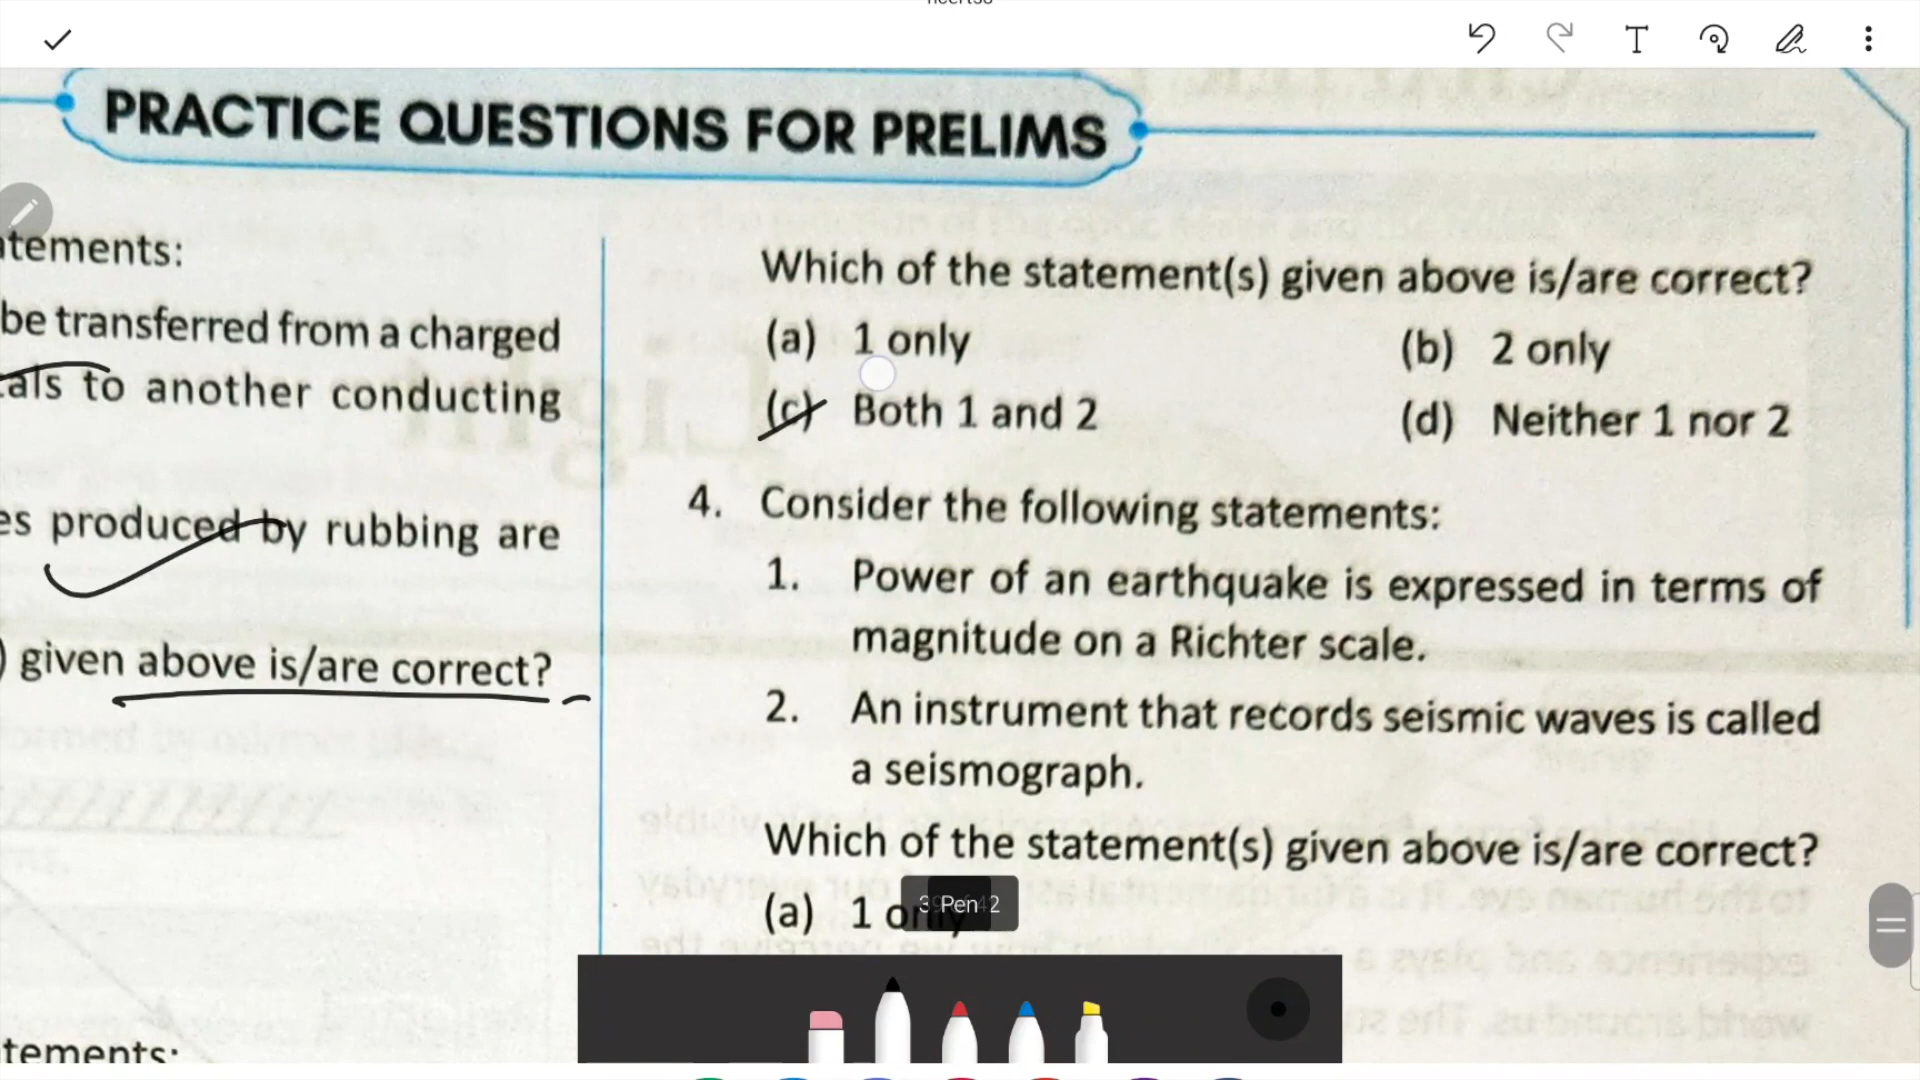 PRACTICE QUESTIONS FOR PRELIMS
atements:
be transferred from a charged
als to another conducting
es produced by rubbing are
) given above is/are correct?
tements:
Which of the statement(s) given above is/are correct?
(a) 1 only (b) 2 only
(c) Both 1 and 2 (d) Neither 1 nor 2
4. Consider the following statements:
1. Power of an earthquake is expressed in terms of
magnitude on a Richter scale.
2. An instrument that records seismic waves is called
a seismograph.
Which of the statement(s) given above is/are correct?
(a) 1 only
Pen